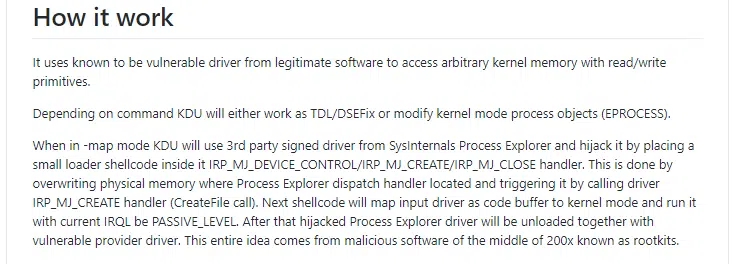 How it work
It uses known to be vulnerable driver from legitimate software to access arbitrary kernel memory with read/write
primitives.
Depending on command KDU will either work as TDL/DSEFix or modify kernel mode process objects (EPROCESS).
When in -map mode KDU will use 3rd party signed driver from SysInternals Process Explorer and hijack it by placing a
small loader shellcode inside it IRP_MJ_DEVICE_CONTROL/IRP_MJ_CREATE/IRP_MJ_CLOSE handler. This is done by
overwriting physical memory where Process Explorer dispatch handler located and triggering it by calling driver
IRP_MJ_CREATE handler (CreateFile call). Next shellcode will map input driver as code buffer to kernel mode and run it
with current IRQL be PASSIVE_LEVEL. After that hijacked Process Explorer driver will be unloaded together with
vulnerable provider driver. This entire idea comes from malicious software of the middle of 200x known as rootkits.